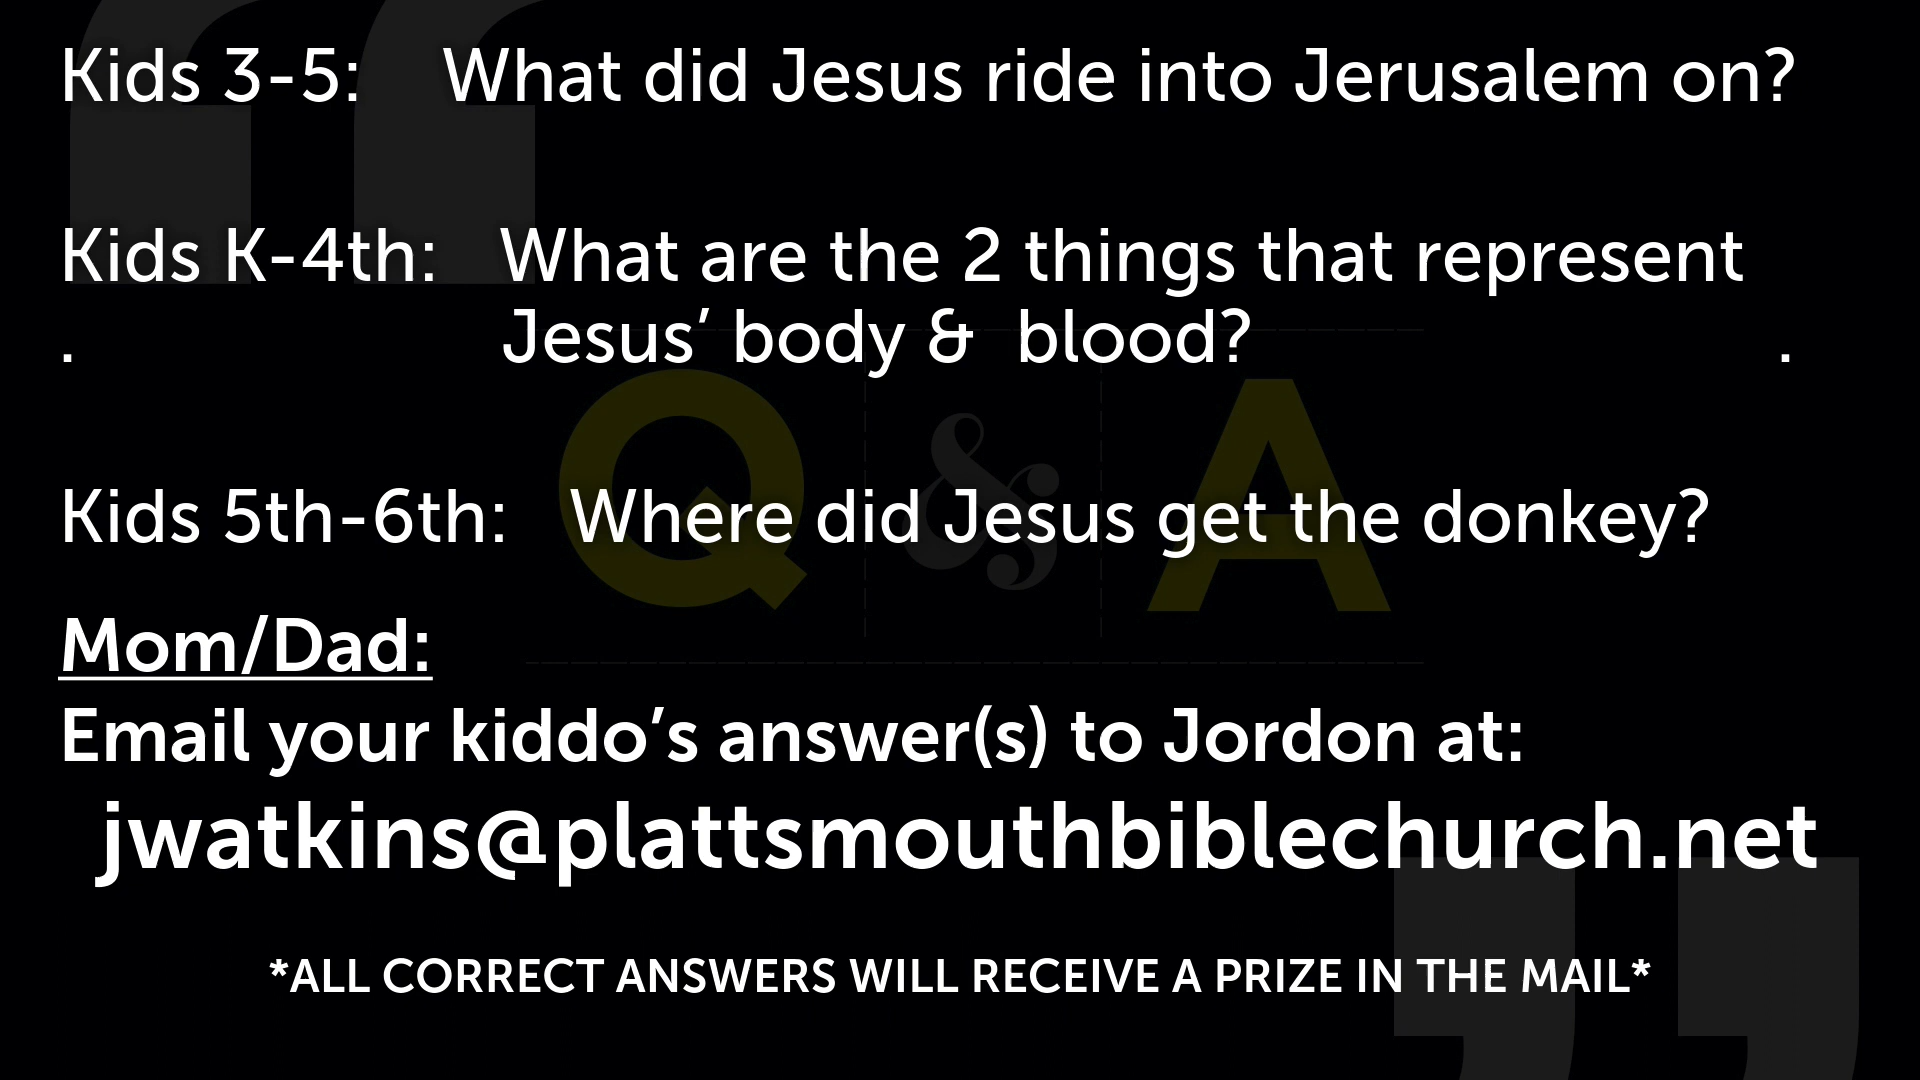 Kids 3-5: What did Jesus ride into Jerusalem on?
Kids K-4th: What are the 2 things that represent
. Jesus’ body & blood? .
Q & A
Kids 5th-6th: Where did Jesus get the donkey?
Mom/Dad:
Email your kiddo’s answer(s) to Jordon at:
jwatkins@plattsmouthbiblechurch.net
*ALL CORRECT ANSWERS WILL RECEIVE A PRIZE IN THE MAIL*